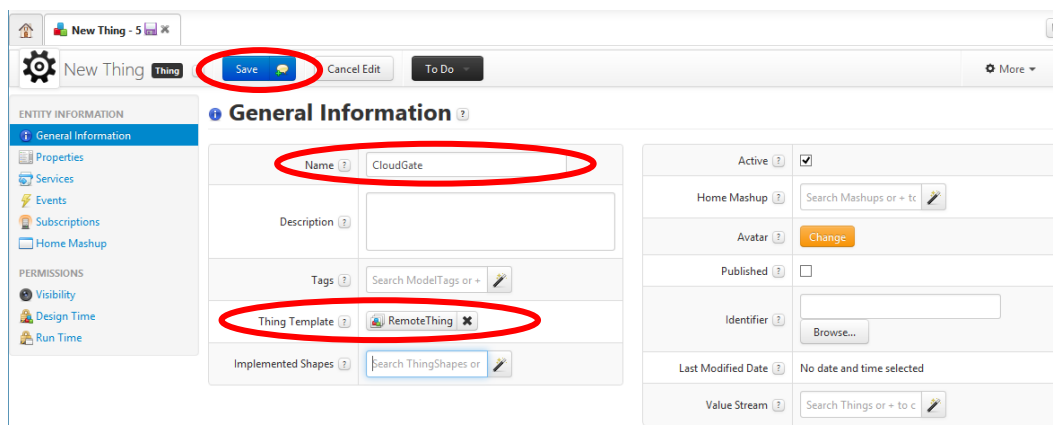 New Thing - 5
New Thing Thing Save Cancel Edit To Do More
ENTITY INFORMATION
General Information
Properties
Services
Events
Subscriptions
Home Mashup
PERMISSIONS
Visibility
Design Time
Run Time
General Information ?
Name ? CloudGate
Description ?
Tags ? Search ModelTags or +
Thing Template ? RemoteThing
Implemented Shapes ? Search ThingShapes or
Active ?
Home Mashup ? Search Mashups or + to
Avatar ? Change
Published ?
Identifier ?
Browse...
Last Modified Date ? No date and time selected
Value Stream ? Search Things or + to c